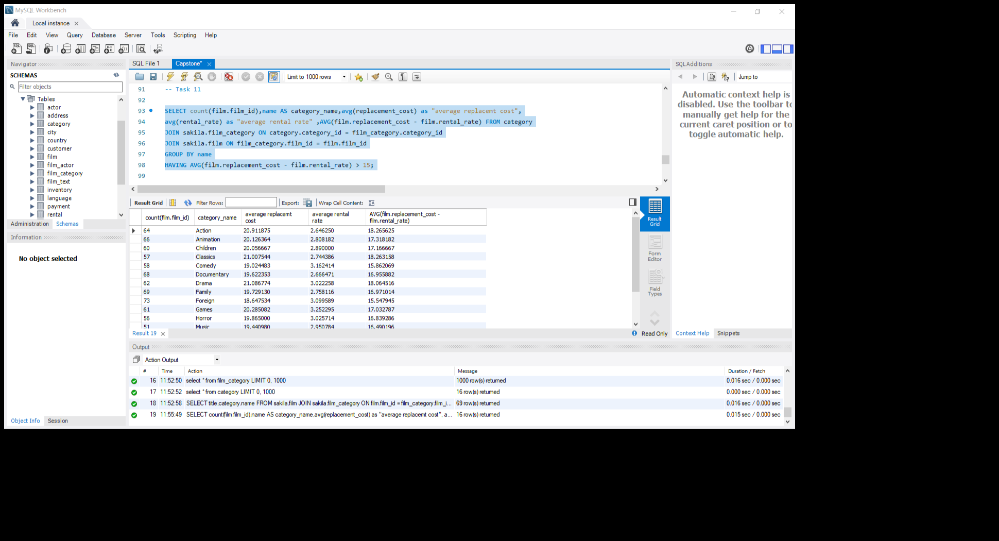 MySQL Workbench
Local instance
File Edit View Query Database Server Tools Scripting Help
Navigator
SCHEMAS
Filter objects
Tables
actor
address
category
city
country
customer
film
film_actor
film_category
film_text
inventory
language
payment
rental
Administration Schemas
Information
No object selected
Object Info Session
SQL File 1 Capstone*
Limit to 1000 rows
91 -- Task 11
92
93 SELECT count(film.film_id),name AS category_name,avg(replacement_cost) as "average replacemt cost",
94 avg(rental_rate) as "average rental rate" ,AVG(film.replacement_cost - film.rental_rate) FROM category
95 JOIN sakila.film_category ON category.category_id = film_category.category_id
96 JOIN sakila.film ON film_category.film_id = film.film_id
97 GROUP BY name
98 HAVING AVG(film.replacement_cost - film.rental_rate) > 15;
99
Result Grid Filter Rows: Export: Wrap Cell Content:
count(film.film_id) category_name average replacemt cost average rental rate AVG(film.replacement_cost - film.rental_rate)
64 Action 20.911875 2.646250 18.265625
66 Animation 20.126364 2.808182 17.318182
60 Children 20.056667 2.890000 17.166667
57 Classics 21.007544 2.744386 18.263158
58 Comedy 19.024483 3.162414 15.862069
68 Documentary 19.622353 2.666471 16.955882
62 Drama 21.086774 3.022258 18.064516
69 Family 19.729130 2.758116 16.971014
73 Foreign 18.647534 3.099589 15.547945
61 Games 20.285082 3.252295 17.032787
56 Horror 19.865000 3.025714 16.839286
51 Music 19.440980 2.950784 16.490196
Result Grid
Form Editor
Field Types
Result 19
Read Only
SQLAdditions
Jump to
Automatic context help is
disabled. Use the toolbar to
manually get help for the
current caret position or to
toggle automatic help.
Context Help Snippets
Output
Action Output
# Time Action Message Duration / Fetch
16 11:52:50 select * from film_category LIMIT 0, 1000 1000 row(s) returned 0.016 sec / 0.000 sec
17 11:52:52 select * from category LIMIT 0, 1000 16 row(s) returned 0.000 sec / 0.000 sec
18 11:52:58 SELECT title,category.name FROM sakila.film JOIN sakila.film_category ON film.film_id = film_category.film_i... 69 row(s) returned 0.016 sec / 0.000 sec
19 11:55:49 SELECT count(film.film_id),name AS category_name,avg(replacement_cost) as "average replacemt cost", a... 16 row(s) returned 0.015 sec / 0.000 sec